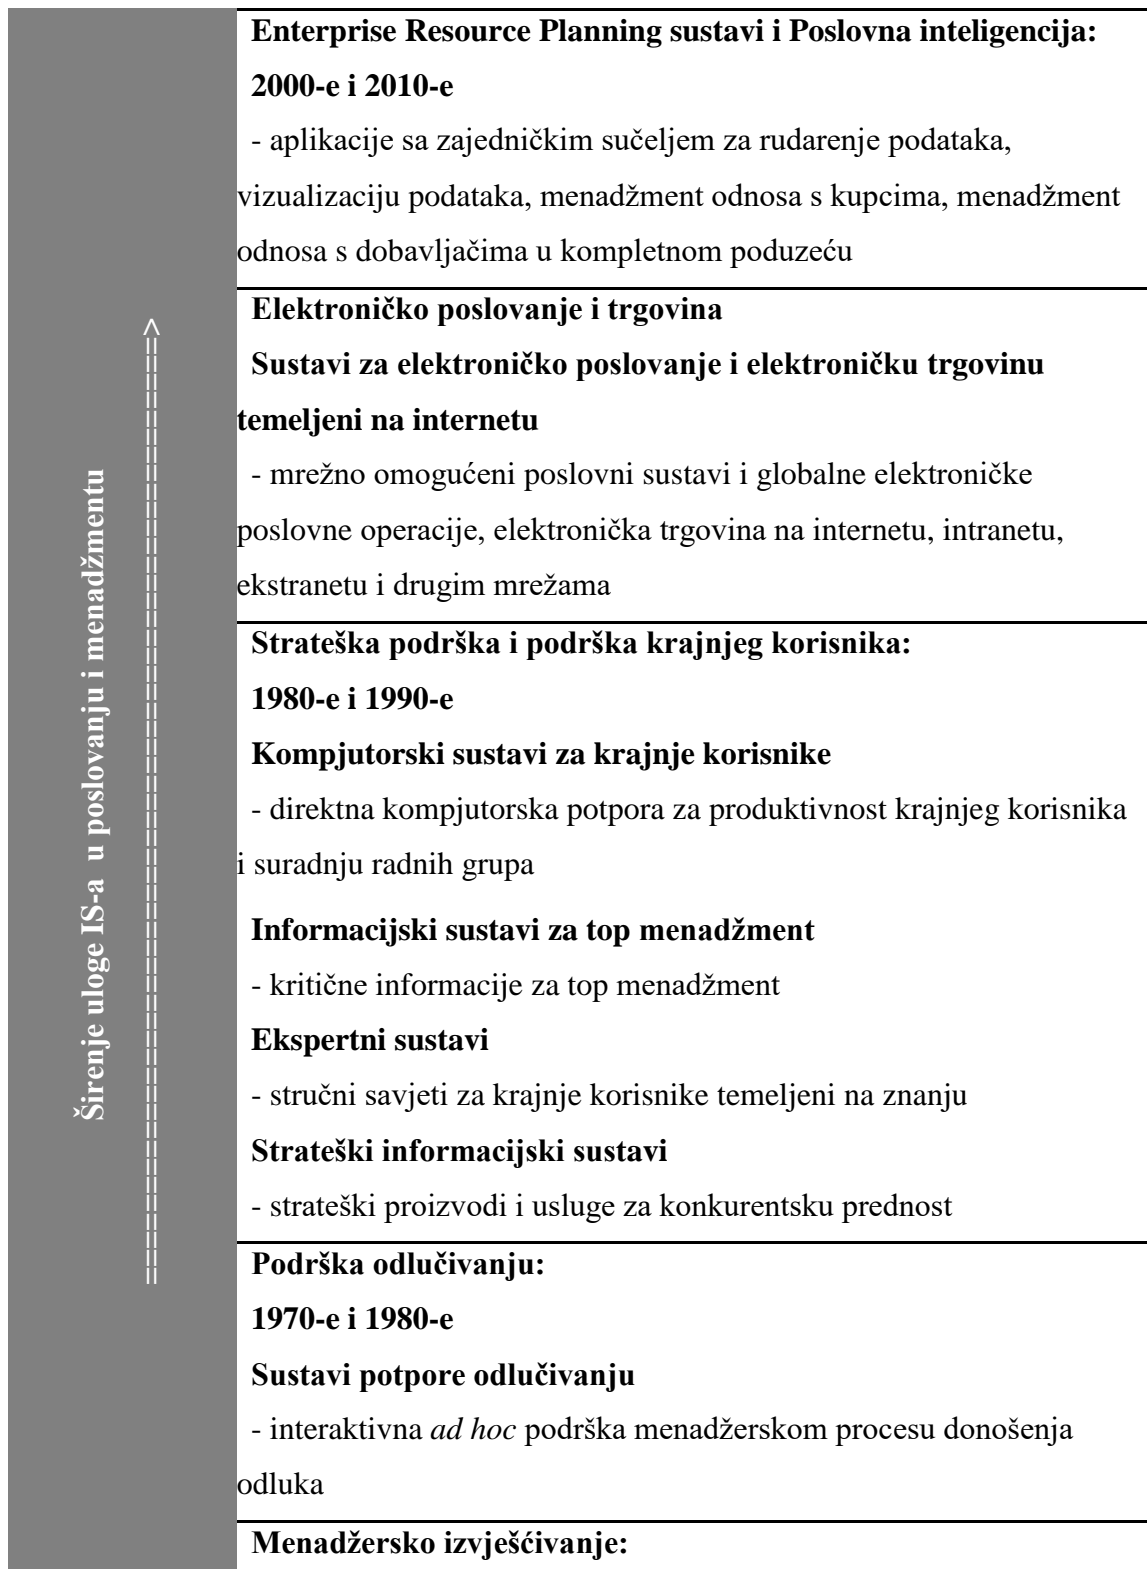 Širenje uloge IS-a u poslovanju i menadžmentu
=====================================================>
Enterprise Resource Planning sustavi i Poslovna inteligencija:
2000-e i 2010-e
- aplikacije sa zajedničkim sučeljem za rudarenje podataka,
vizualizaciju podataka, menadžment odnosa s kupcima, menadžment
odnosa s dobavljačima u kompletnom poduzeću
Elektroničko poslovanje i trgovina
Sustavi za elektroničko poslovanje i elektroničku trgovinu
temeljeni na internetu
- mrežno omogućeni poslovni sustavi i globalne elektroničke
poslovne operacije, elektronička trgovina na internetu, intranetu,
ekstranetu i drugim mrežama
Strateška podrška i podrška krajnjeg korisnika:
1980-e i 1990-e
Kompjutorski sustavi za krajnje korisnike
- direktna kompjutorska potpora za produktivnost krajnjeg korisnika
i suradnju radnih grupa
Informacijski sustavi za top menadžment
- kritične informacije za top menadžment
Ekspertni sustavi
- stručni savjeti za krajnje korisnike temeljeni na znanju
Strateški informacijski sustavi
- strateški proizvodi i usluge za konkurentsku prednost
Podrška odlučivanju:
1970-e i 1980-e
Sustavi potpore odlučivanju
- interaktivna ad hoc podrška menadžerskom procesu donošenja
odluka
Menadžersko izvješćivanje: